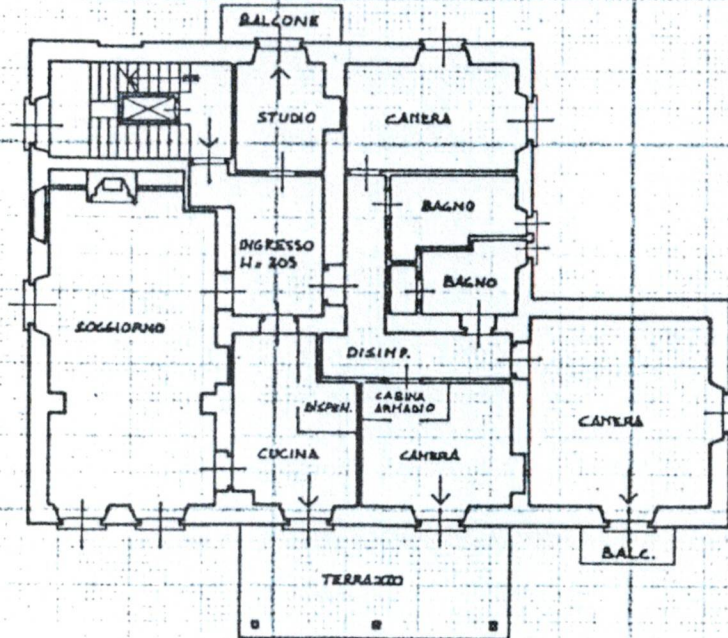 BALCONE
STUDIO
CAMERA
BAGNO
INGRESSO
H= 205
BAGNO
SOGGIORNO
DISIMP.
CABINA
ARMADIO
DISPEN.
CAMERA
CUCINA
CAMERA
BALC.
TERRAZZO